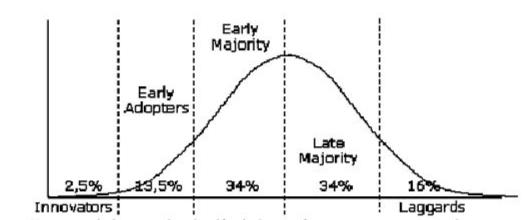 Early
Majority
Early
Adopters
Late
Majority
2,5% 13,5% 34% 34% 16%
Innovators Laggards